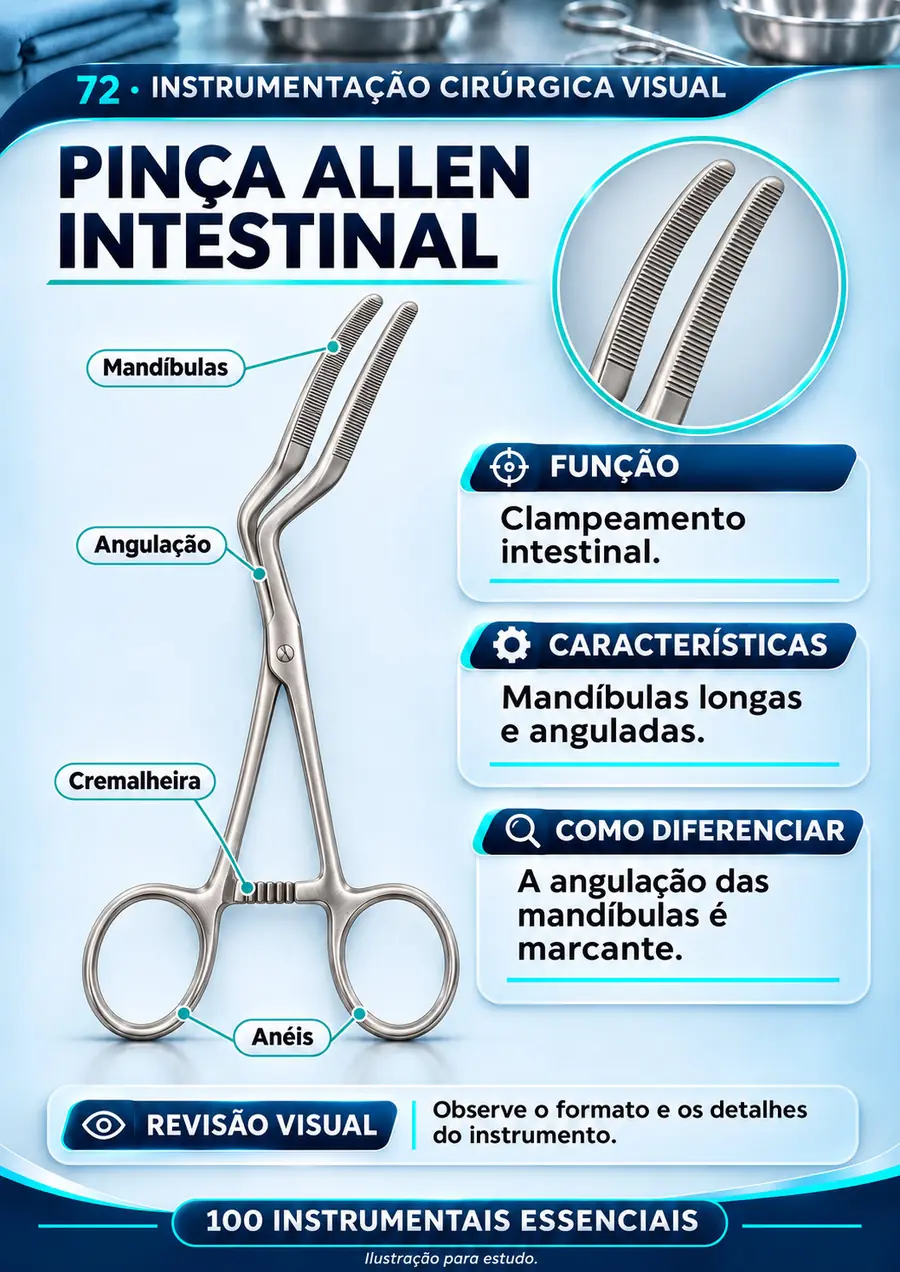 72 • INSTRUMENTAÇÃO CIRÚRGICA VISUAL
PINÇA ALLEN
INTESTINAL
Mandíbulas
Angulação
Cremalheira
Anéis
FUNÇÃO
Clampeamento
intestinal.
CARACTERÍSTICAS
Mandíbulas longas
e anguladas.
COMO DIFERENCIAR
A angulação das
mandíbulas é
marcante.
REVISÃO VISUAL
Observe o formato e os detalhes
do instrumento.
100 INSTRUMENTAIS ESSENCIAIS
Ilustração para estudo.